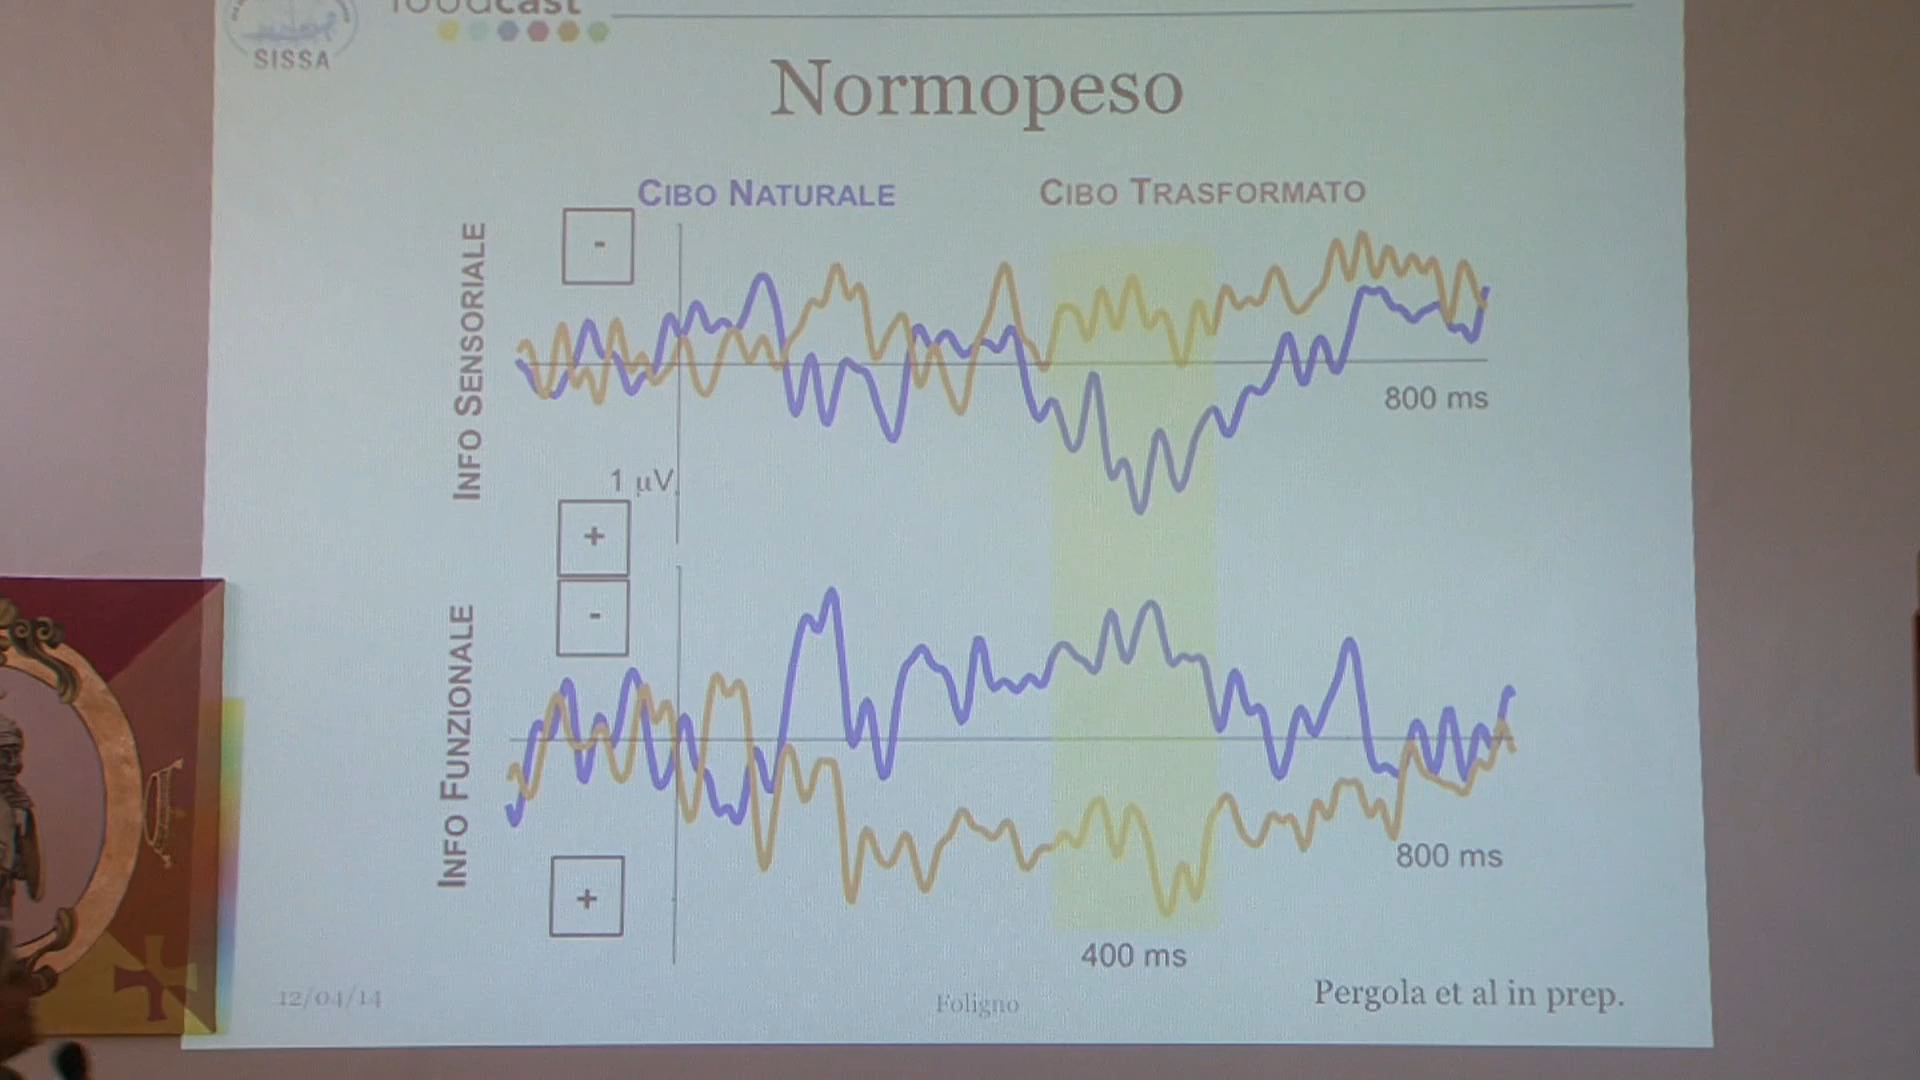 foodcast
SISSA
Normopeso
CIBO NATURALE
CIBO TRASFORMATO
INFO SENSORIALE
-
800 ms
1 µV
+
-
INFO FUNZIONALE
800 ms
+
400 ms
12/04/14
Foligno
Pergola et al in prep.